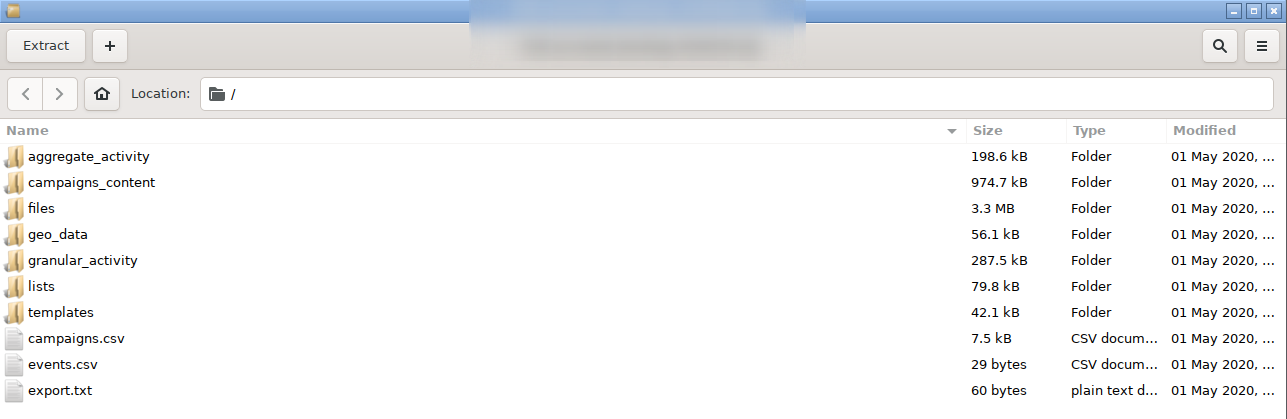 Extract +
Location: /
Name Size Type Modified
aggregate_activity 198.6 kB Folder 01 May 2020, ...
campaigns_content 974.7 kB Folder 01 May 2020, ...
files 3.3 MB Folder 01 May 2020, ...
geo_data 56.1 kB Folder 01 May 2020, ...
granular_activity 287.5 kB Folder 01 May 2020, ...
lists 79.8 kB Folder 01 May 2020, ...
templates 42.1 kB Folder 01 May 2020, ...
campaigns.csv 7.5 kB CSV docum... 01 May 2020, ...
events.csv 29 bytes CSV docum... 01 May 2020, ...
export.txt 60 bytes plain text d... 01 May 2020, ...